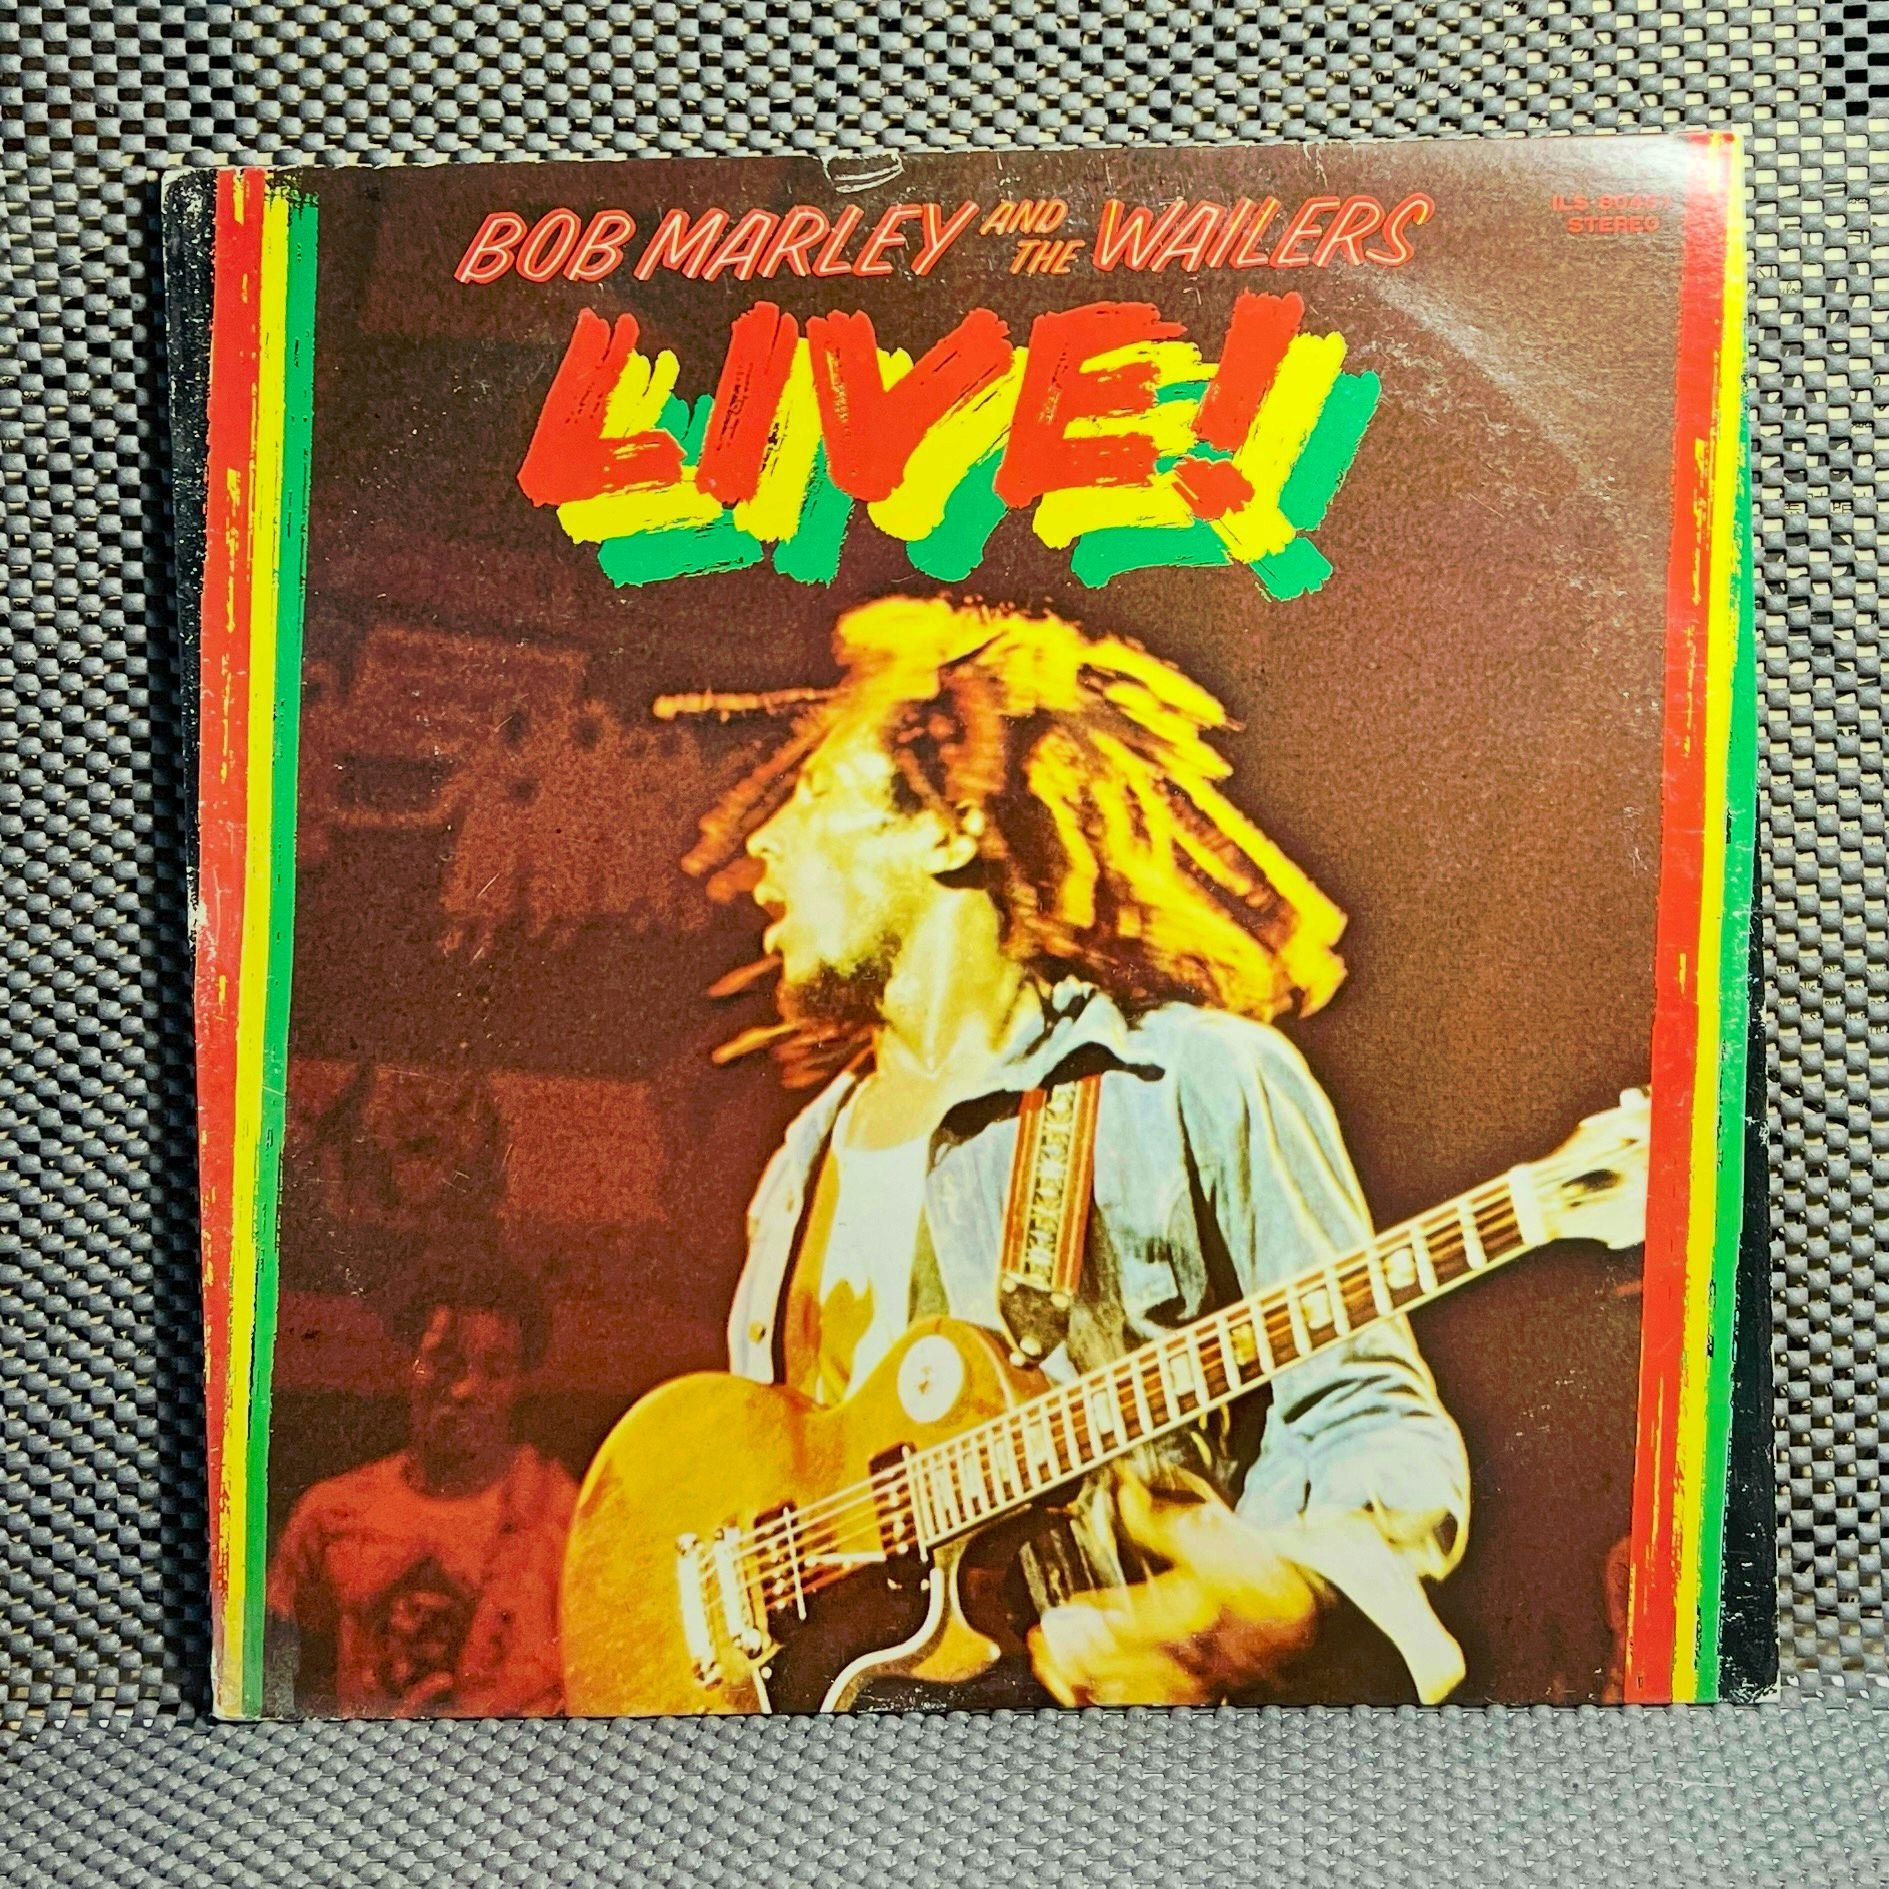 BOB MARLEY AND THE WAILERS
LIVE!
STEREO